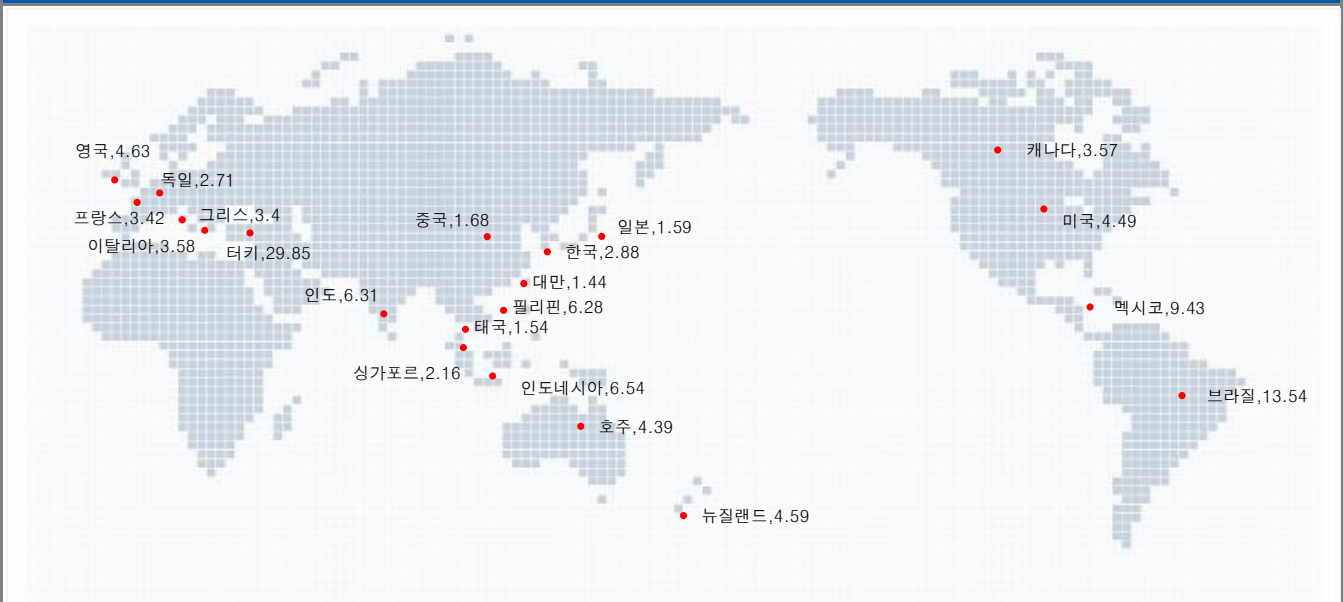 영국,4.63
캐나다,3.57
독일,2.71
미국,4.49
프랑스,3.42
그리스,3.4
중국,1.68
일본,1.59
이탈리아,3.58
터키,29.85
한국,2.88
대만,1.44
인도,6.31
필리핀,6.28
멕시코,9.43
태국,1.54
싱가포르,2.16
인도네시아,6.54
브라질,13.54
호주,4.39
뉴질랜드,4.59